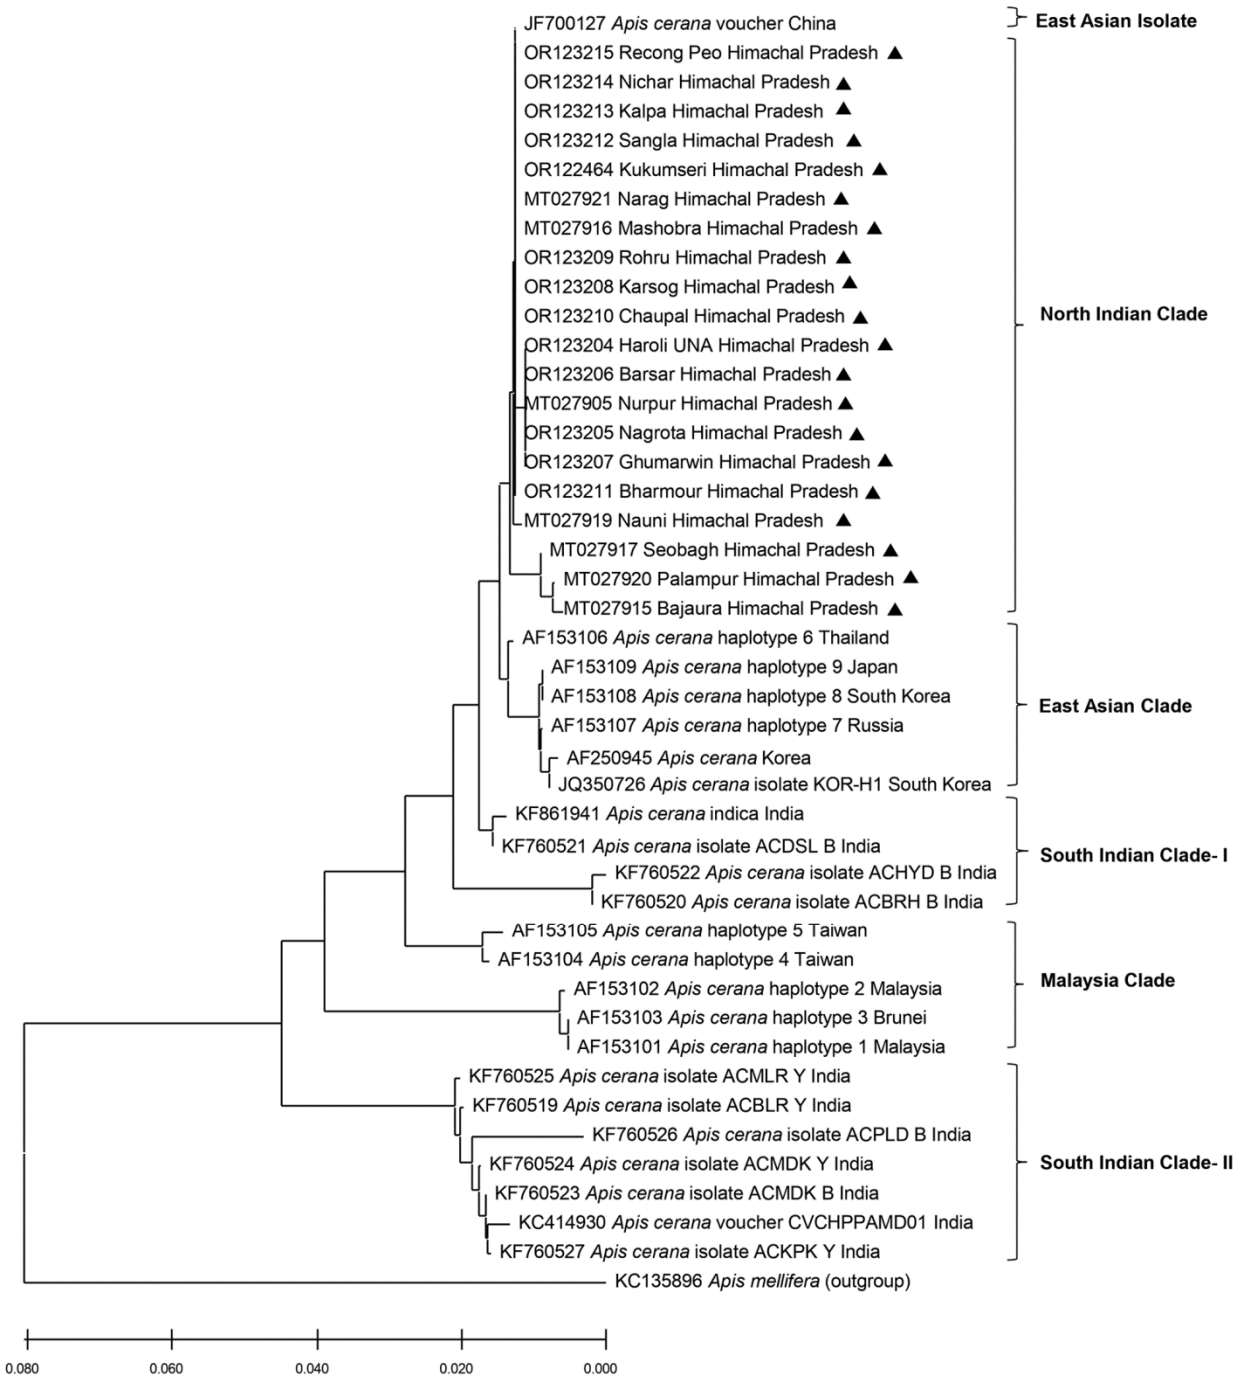 JF700127 Apis cerana voucher China
East Asian Isolate
OR123215 Recong Peo Himachal Pradesh
OR123214 Nichar Himachal Pradesh
OR123213 Kalpa Himachal Pradesh
OR123212 Sangla Himachal Pradesh
OR122464 Kukumseri Himachal Pradesh
MT027921 Narag Himachal Pradesh
MT027916 Mashobra Himachal Pradesh
OR123209 Rohru Himachal Pradesh
OR123208 Karsog Himachal Pradesh
OR123210 Chaupal Himachal Pradesh
North Indian Clade
OR123204 Haroli UNA Himachal Pradesh
OR123206 Barsar Himachal Pradesh
MT027905 Nurpur Himachal Pradesh
OR123205 Nagrota Himachal Pradesh
OR123207 Ghumarwin Himachal Pradesh
OR123211 Bharmour Himachal Pradesh
MT027919 Nauni Himachal Pradesh
MT027917 Seobagh Himachal Pradesh
MT027920 Palampur Himachal Pradesh
MT027915 Bajaura Himachal Pradesh
AF153106 Apis cerana haplotype 6 Thailand
AF153109 Apis cerana haplotype 9 Japan
AF153108 Apis cerana haplotype 8 South Korea
East Asian Clade
AF153107 Apis cerana haplotype 7 Russia
AF250945 Apis cerana Korea
JQ350726 Apis cerana isolate KOR-H1 South Korea
KF861941 Apis cerana indica India
KF760521 Apis cerana isolate ACDSL B India
South Indian Clade- I
KF760522 Apis cerana isolate ACHYD B India
KF760520 Apis cerana isolate ACBRH B India
AF153105 Apis cerana haplotype 5 Taiwan
AF153104 Apis cerana haplotype 4 Taiwan
Malaysia Clade
AF153102 Apis cerana haplotype 2 Malaysia
AF153103 Apis cerana haplotype 3 Brunei
AF153101 Apis cerana haplotype 1 Malaysia
KF760525 Apis cerana isolate ACMLR Y India
KF760519 Apis cerana isolate ACBLR Y India
KF760526 Apis cerana isolate ACPLD B India
KF760524 Apis cerana isolate ACMDK Y India
South Indian Clade- II
KF760523 Apis cerana isolate ACMDK B India
KC414930 Apis cerana voucher CVCHPPAMD01 India
KF760527 Apis cerana isolate ACKPK Y India
KC135896 Apis mellifera (outgroup)
0.080 0.060 0.040 0.020 0.000